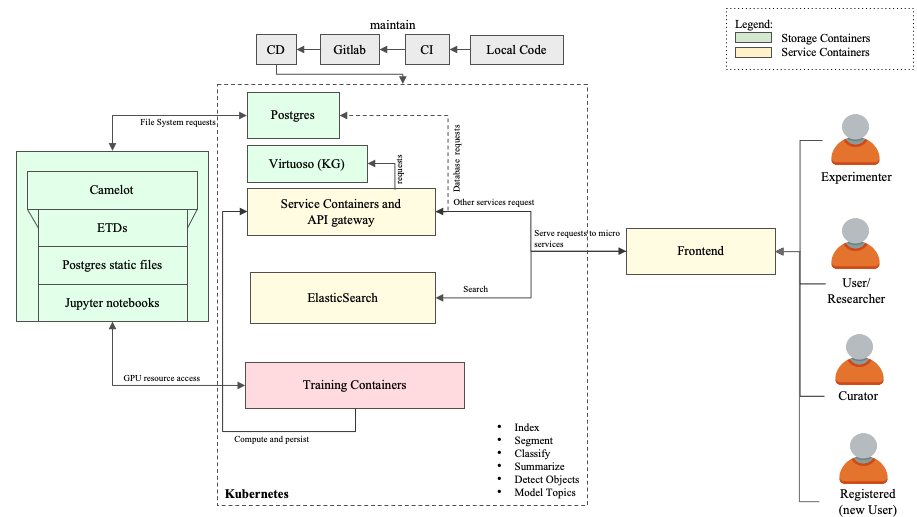 maintain
CD
Gitlab
CI
Local Code
Legend:
Storage Containers
Service Containers
File System requests
Postgres
Virtuoso (KG)
requests
Database requests
Service Containers and
API gateway
Other services request
Serve requests to micro
services
Frontend
ElasticSearch
Search
Camelot
ETDs
Postgres static files
Jupyter notebooks
GPU resource access
Training Containers
Compute and persist
• Index
• Segment
• Classify
• Summarize
• Detect Objects
• Model Topics
Kubernetes
Experimenter
User/
Researcher
Curator
Registered
(new User)